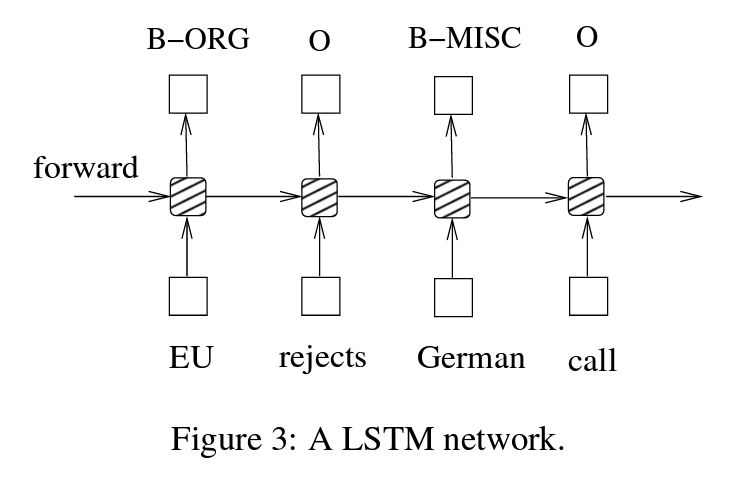 B–ORG O B–MISC O
forward
EU rejects German call
Figure 3: A LSTM network.